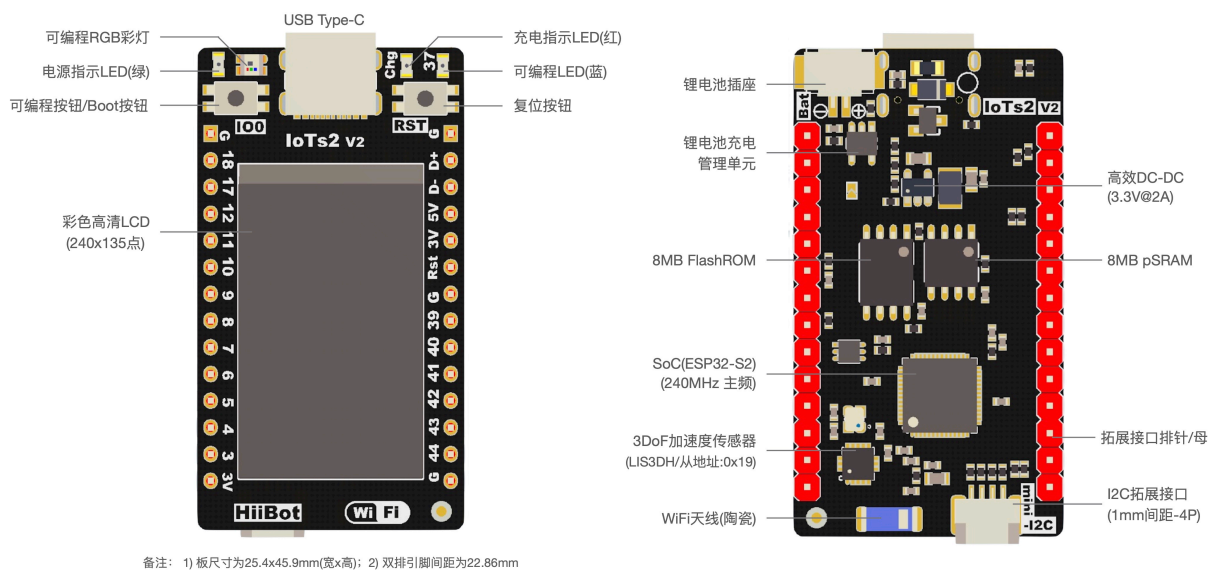 USB Type-C
可编程RGB彩灯
电源指示LED(绿)
可编程按钮/Boot按钮
彩色高清LCD
(240x135点)
充电指示LED(红)
可编程LED(蓝)
复位按钮
Chg
37
IO0
RST
IoTs2 V2
G
18
17
12
11
10
9
8
7
6
5
4
3
3V
G
D+
D-
5V
3V
Rst
G
39
40
41
42
43
44
G
HiiBot
Wi Fi
备注： 1) 板尺寸为25.4x45.9mm(宽x高)；2) 双排引脚间距为22.86mm
锂电池插座
锂电池充电
管理单元
8MB FlashROM
SoC(ESP32-S2)
(240MHz 主频)
3DoF加速度传感器
(LIS3DH/从地址:0x19)
WiFi天线(陶瓷)
Bat
IoTs2 V2
高效DC-DC
(3.3V@2A)
8MB pSRAM
拓展接口排针/母
I2C拓展接口
(1mm间距-4P)
mini
-I2C